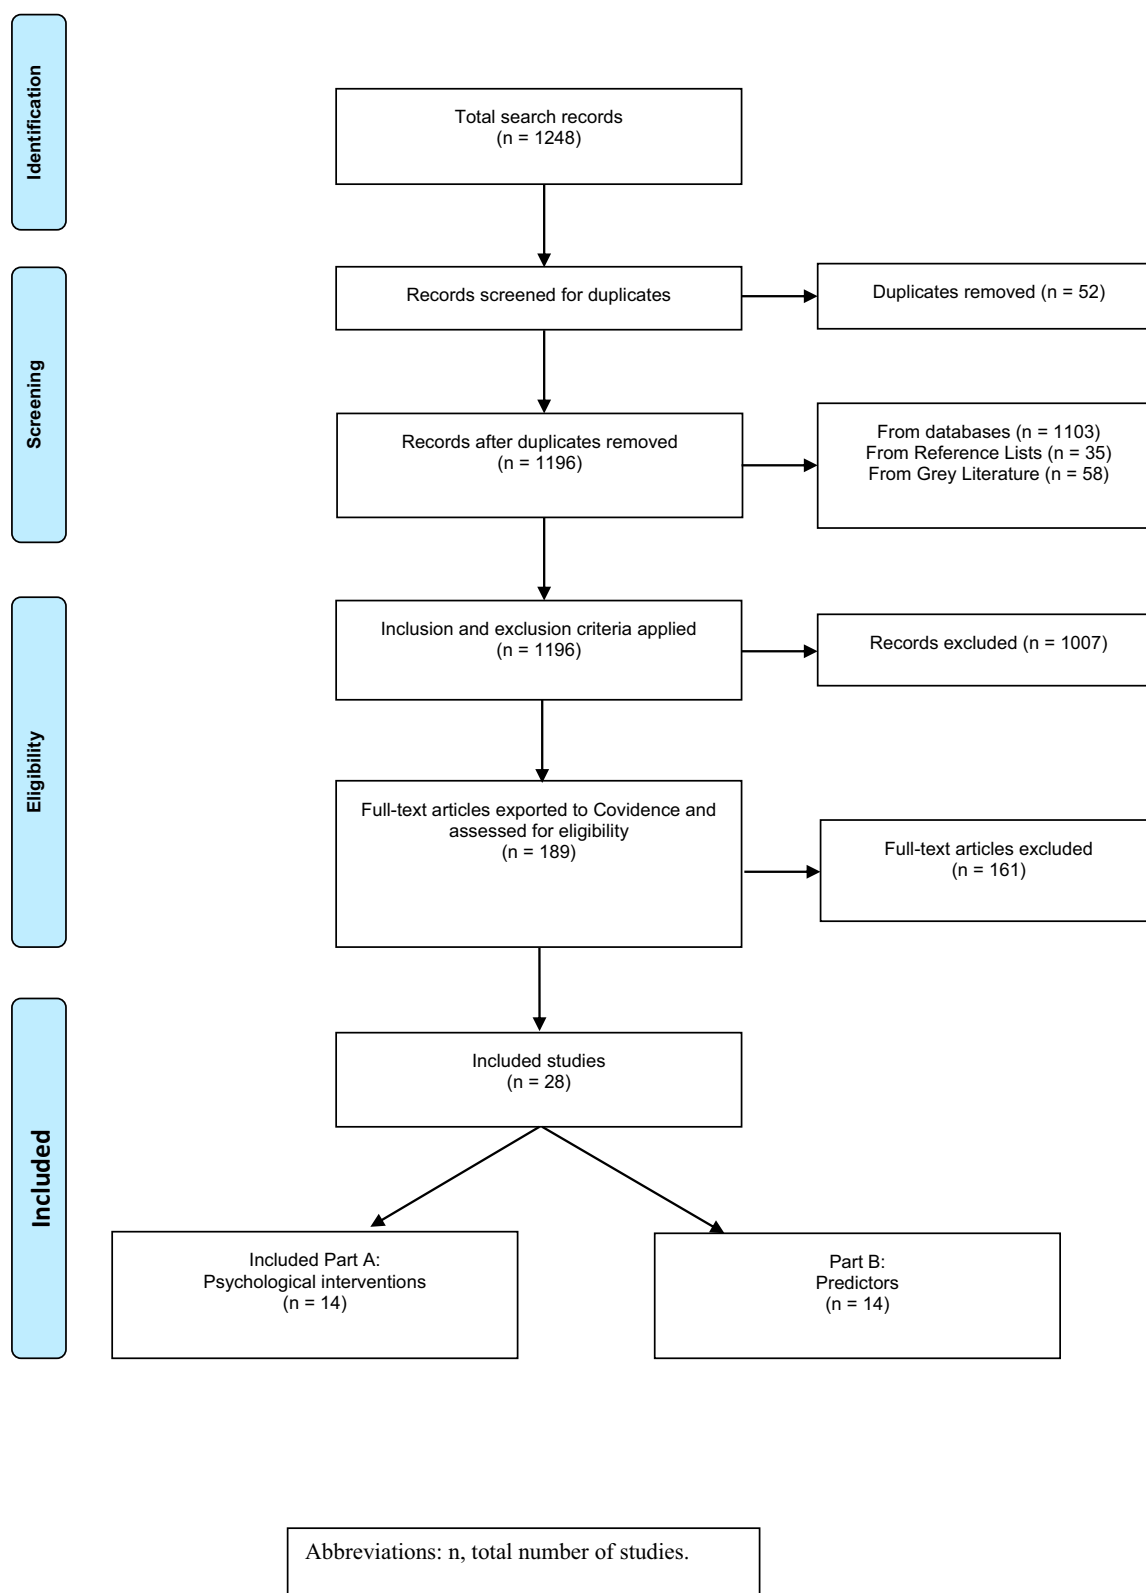 Identification
Total search records
(n = 1248)
Screening
Records screened for duplicates
Duplicates removed (n = 52)
Records after duplicates removed
(n = 1196)
From databases (n = 1103)
From Reference Lists (n = 35)
From Grey Literature (n = 58)
Eligibility
Inclusion and exclusion criteria applied
(n = 1196)
Records excluded (n = 1007)
Full-text articles exported to Covidence and
assessed for eligibility
(n = 189)
Full-text articles excluded
(n = 161)
Included
Included studies
(n = 28)
Included Part A:
Psychological interventions
(n = 14)
Part B:
Predictors
(n = 14)
Abbreviations: n, total number of studies.